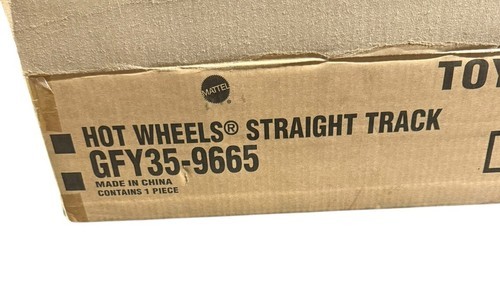 MATTEL
TOY
HOT WHEELS® STRAIGHT TRACK
GFY35-9665
MADE IN CHINA
CONTAINS 1 PIECE